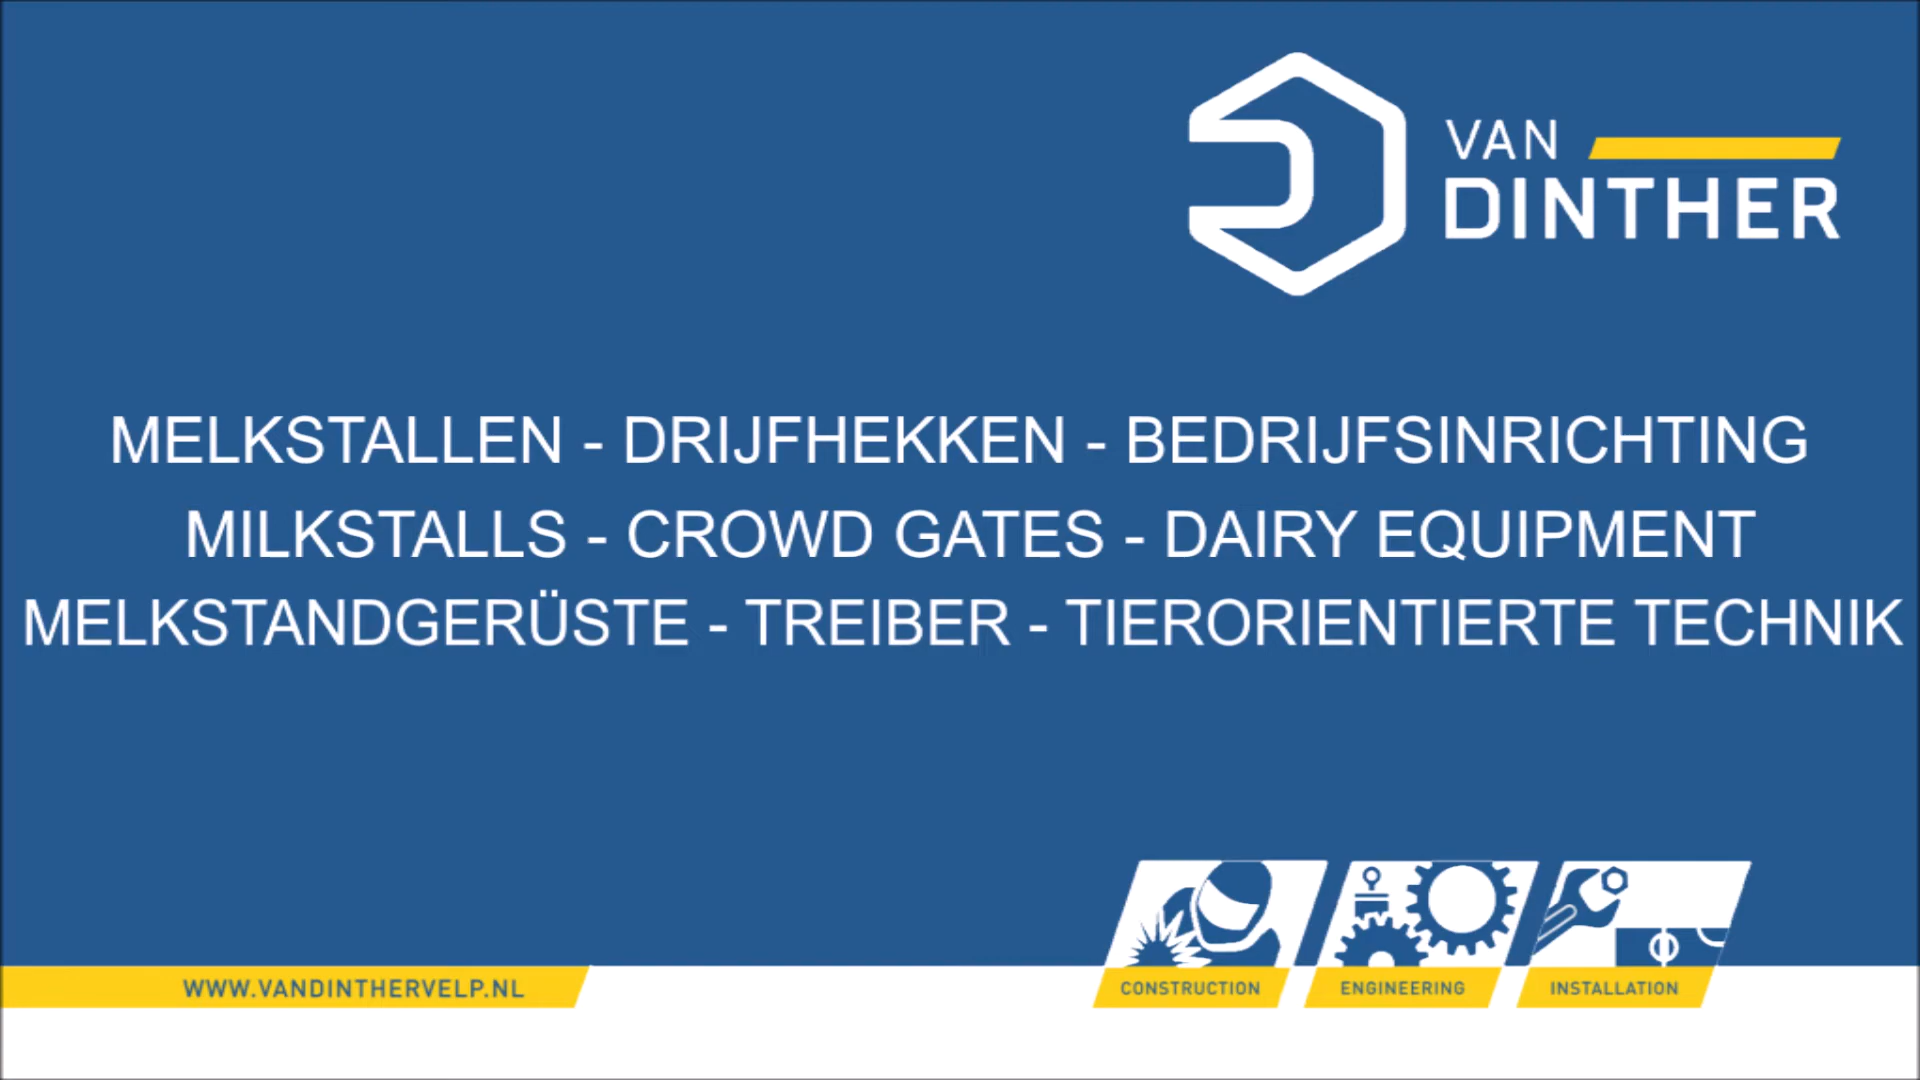 VAN
DINTHER
MELKSTALLEN - DRIJFHEKKEN - BEDRIJFSINRICHTING
MILKSTALLS - CROWD GATES - DAIRY EQUIPMENT
MELKSTANDGERÜSTE - TREIBER - TIERORIENTIERTE TECHNIK
WWW.VANDINTHERVELP.NL
CONSTRUCTION
ENGINEERING
INSTALLATION